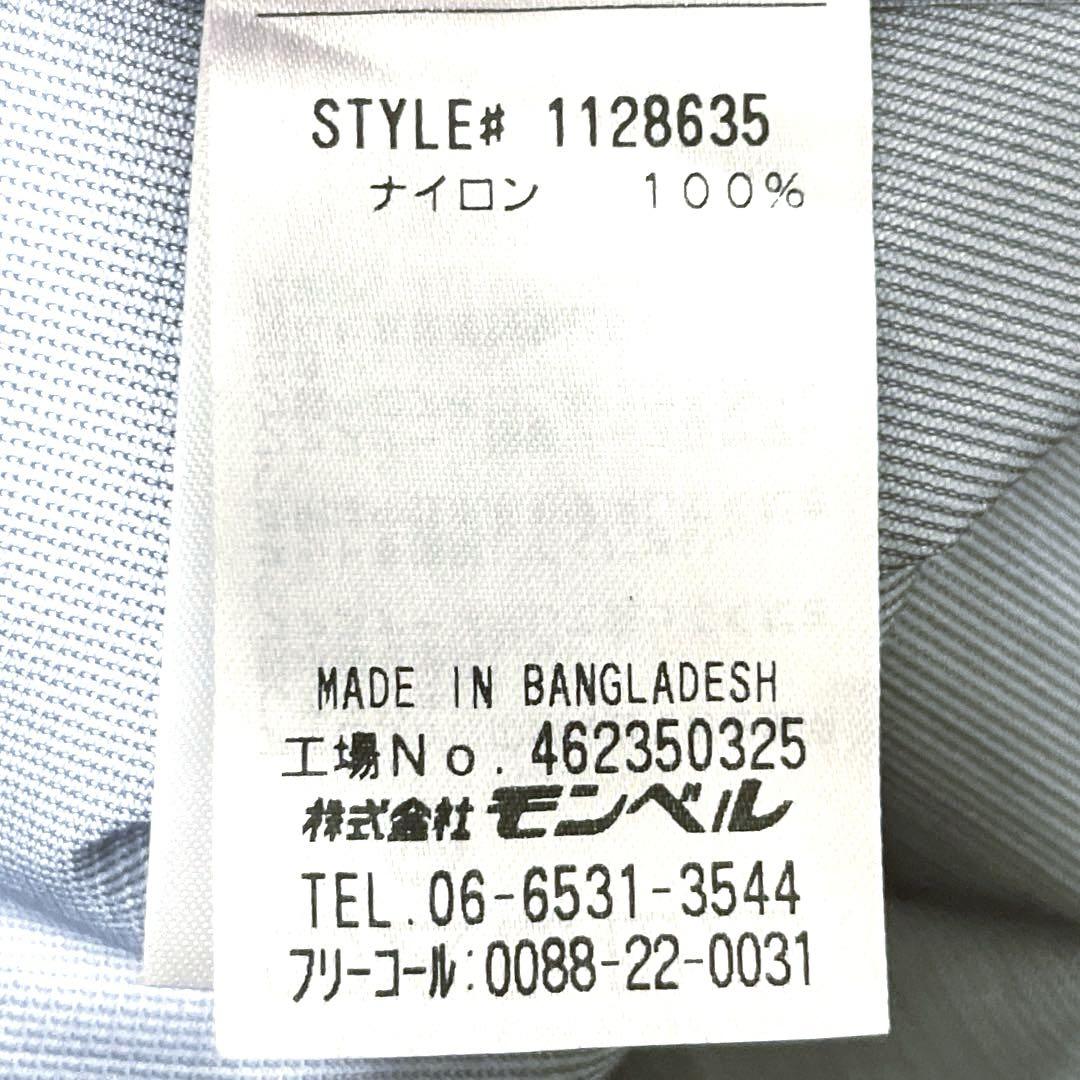 STYLE# 1128635
ナイロン 100%
MADE IN BANGLADESH
工場No. 462350325
株式会社モンベル
TEL.06-6531-3544
フリーコール:0088-22-0031